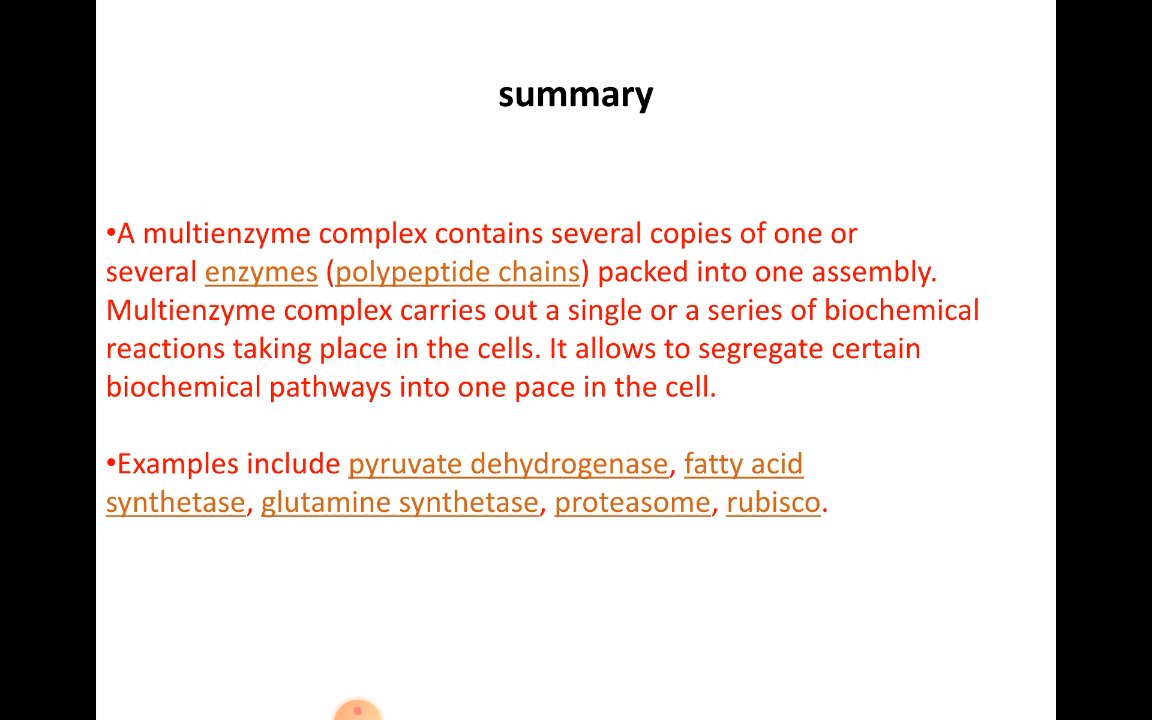 summary
•A multienzyme complex contains several copies of one or
several enzymes (polypeptide chains) packed into one assembly.
Multienzyme complex carries out a single or a series of biochemical
reactions taking place in the cells. It allows to segregate certain
biochemical pathways into one pace in the cell.
•Examples include pyruvate dehydrogenase, fatty acid
synthetase, glutamine synthetase, proteasome, rubisco.